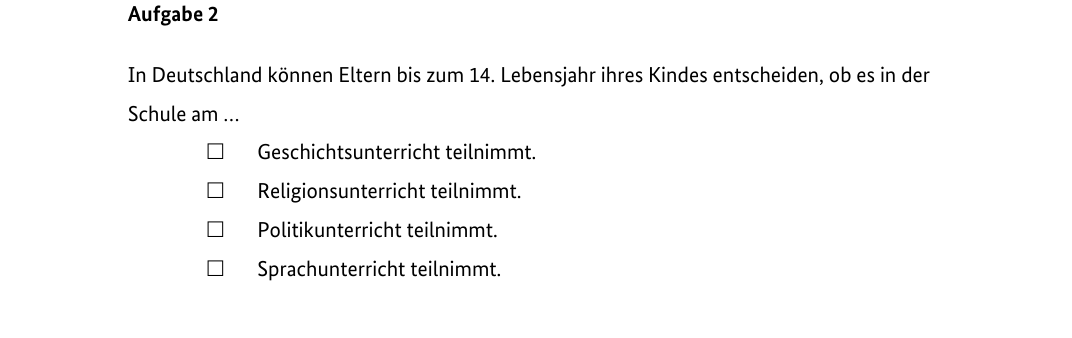 Aufgabe 2
In Deutschland können Eltern bis zum 14. Lebensjahr ihres Kindes entscheiden, ob es in der
Schule am …
☐ Geschichtsunterricht teilnimmt.
☐ Religionsunterricht teilnimmt.
☐ Politikunterricht teilnimmt.
☐ Sprachunterricht teilnimmt.